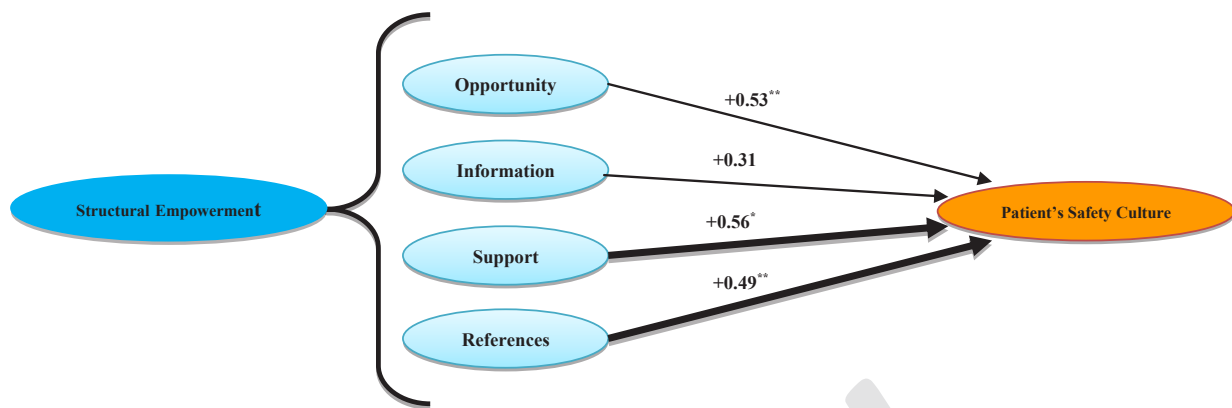 Opportunity
+0.53**
Information
+0.31
Structural Empowerment
Patient's Safety Culture
Support
+0.56*
References
+0.49**